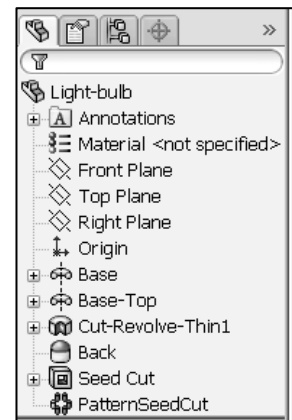 »
Light-bulb
A Annotations
Material <not specified>
Front Plane
Top Plane
Right Plane
Origin
Base
Base-Top
Cut-Revolve-Thin1
Back
Seed Cut
PatternSeedCut